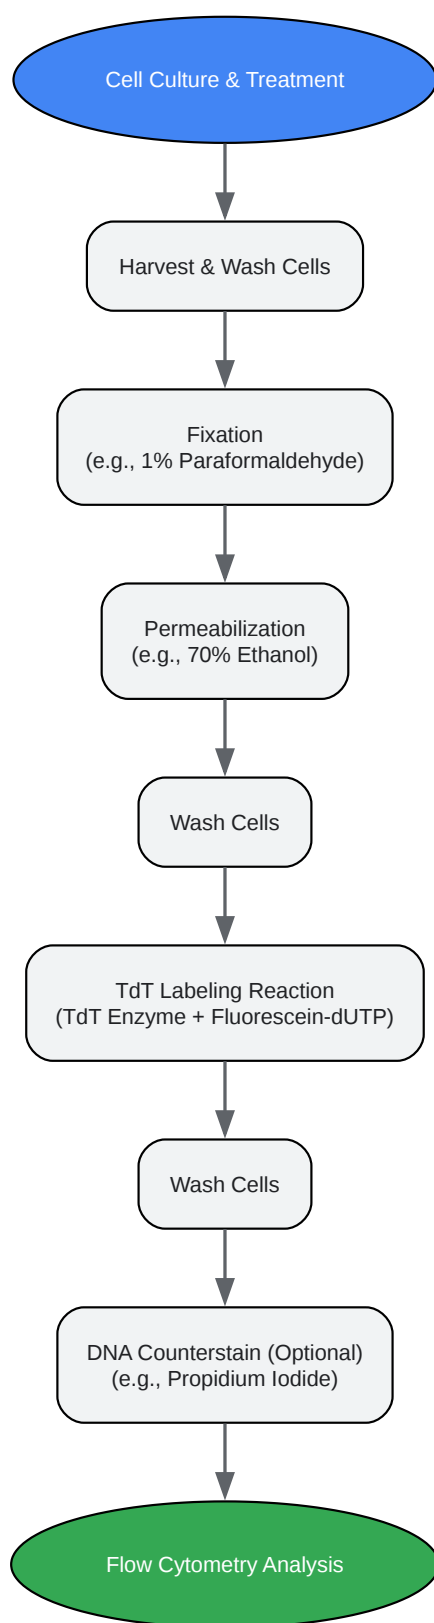 Cell Culture & Treatment
Harvest & Wash Cells
Fixation
(e.g., 1% Paraformaldehyde)
Permeabilization
(e.g., 70% Ethanol)
Wash Cells
TdT Labeling Reaction
(TdT Enzyme + Fluorescein-dUTP)
Wash Cells
DNA Counterstain (Optional)
(e.g., Propidium Iodide)
Flow Cytometry Analysis